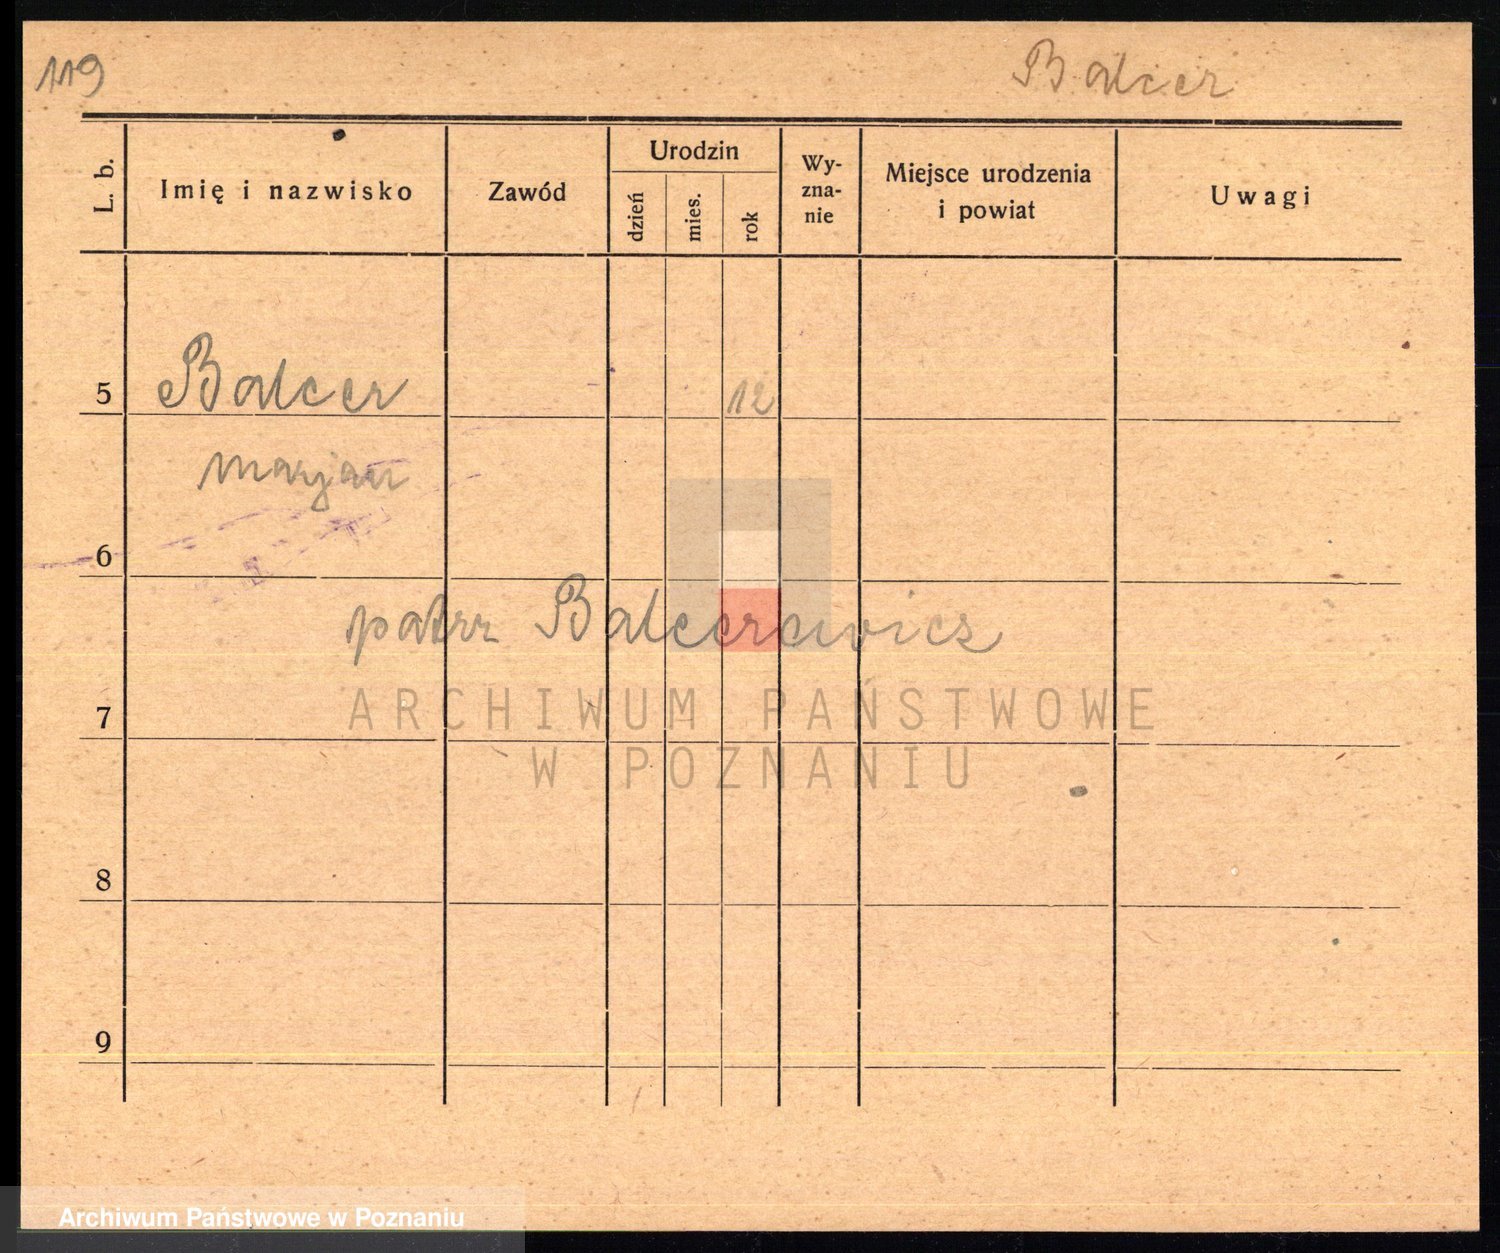 119 Balcer
L. b. Imię i nazwisko Zawód Urodzin dzień mies. rok Wy-zna-nie Miejsce urodzenia i powiat Uwagi
5 Balcer 12
marjan
6
patrz Balcerowicz
ARCHIWUM PAŃSTWOWE
7
W POZNANIU
8
9
Archiwum Państwowe w Poznaniu